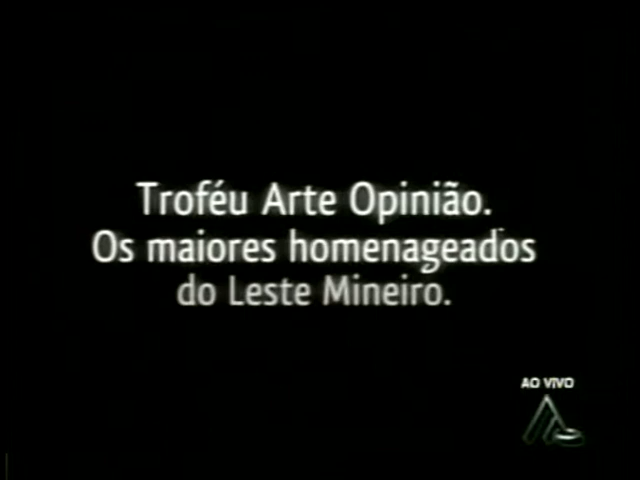 Troféu Arte Opinião.
Os maiores homenageados
do Leste Mineiro.
AO VIVO